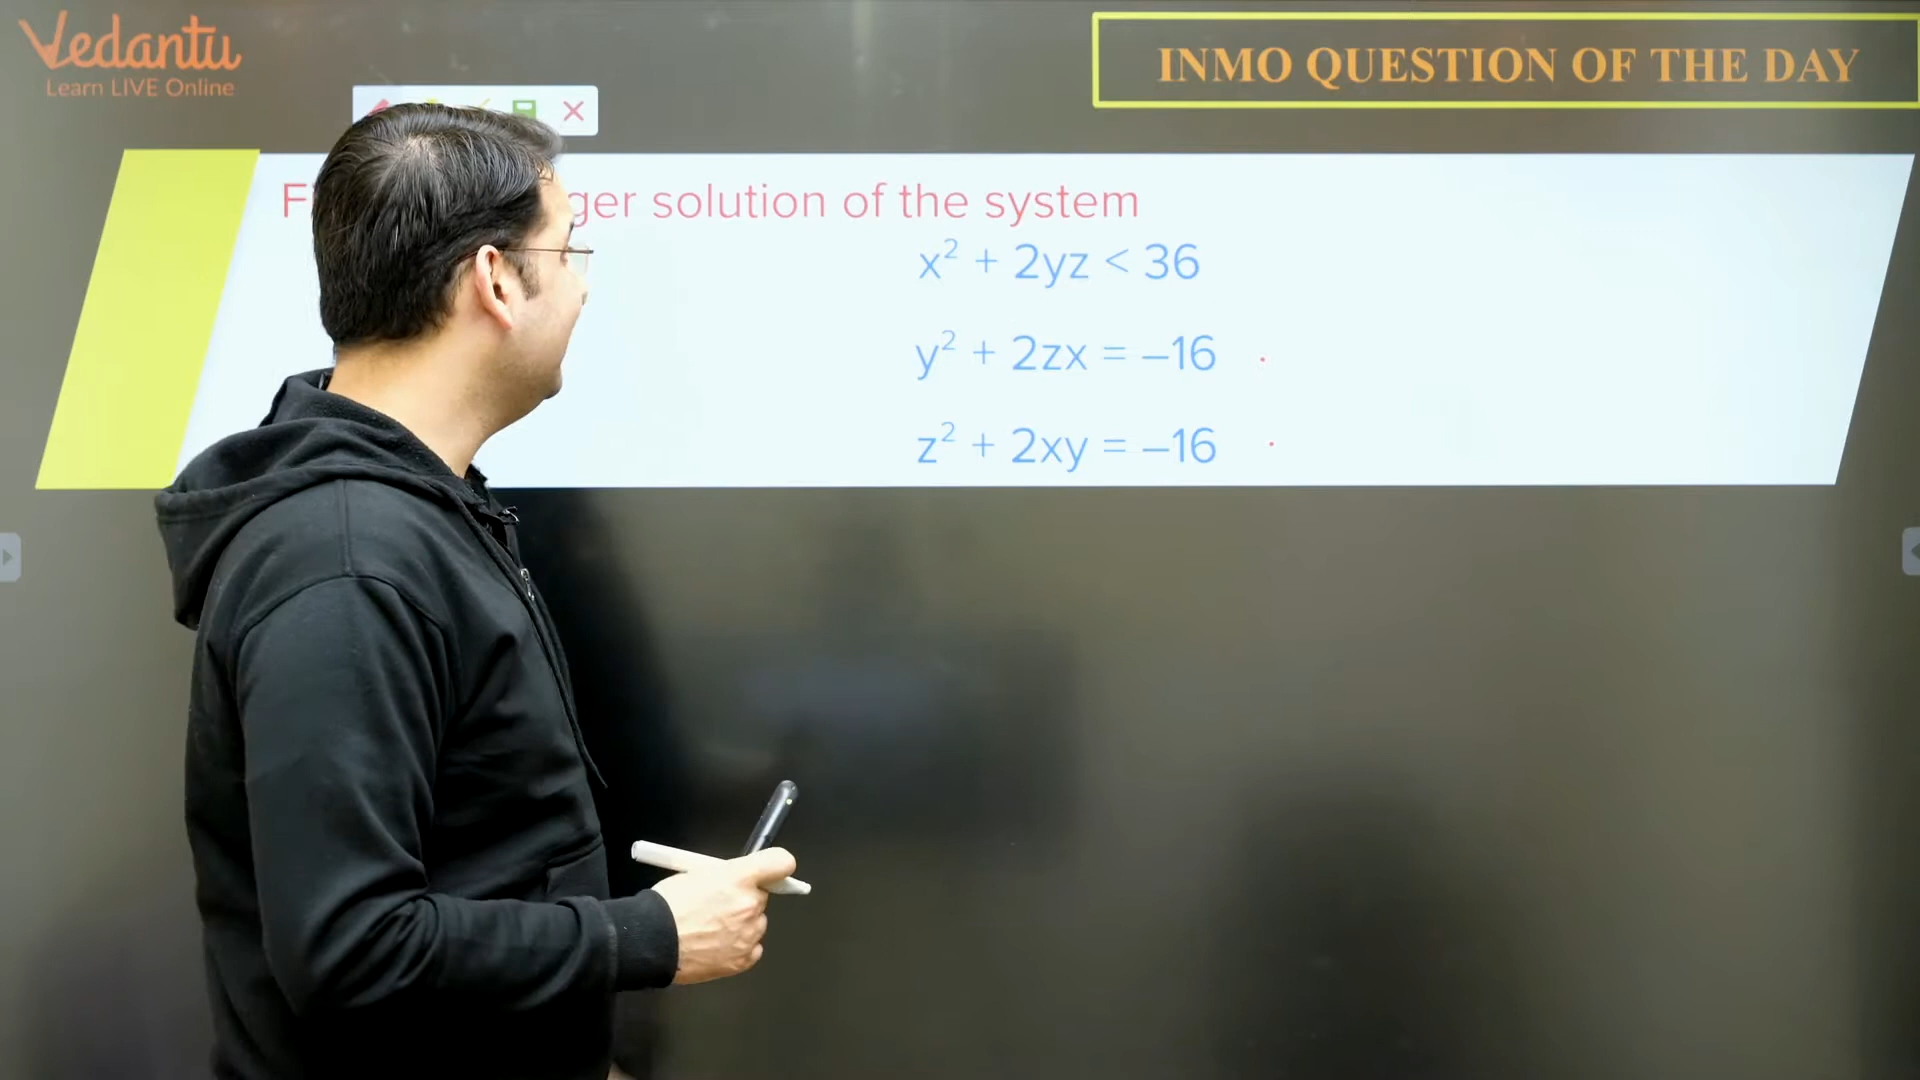 Vedantu
Learn LIVE Online
INMO QUESTION OF THE DAY
solution of the system
x² + 2yz < 36
y² + 2zx = –16
z² + 2xy = –16